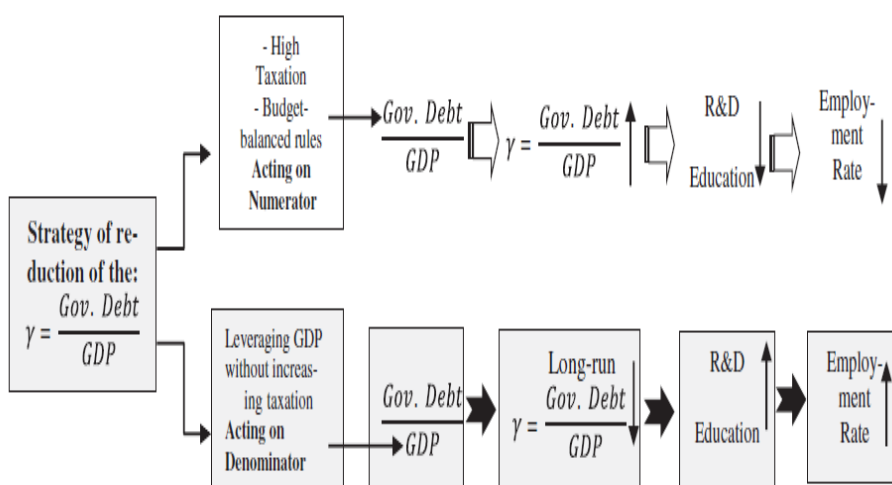 Strategy of re-
duction of the:
γ = Gov. Debt
GDP
- High
Taxation
- Budget-
balanced rules
Acting on
Numerator
Gov. Debt
GDP
γ = Gov. Debt
GDP
R&D
Education
Employ-
ment
Rate
Leveraging GDP
without increas-
ing taxation
Acting on
Denominator
Gov. Debt
GDP
Long-run
γ = Gov. Debt
GDP
R&D
Education
Employ-
ment
Rate